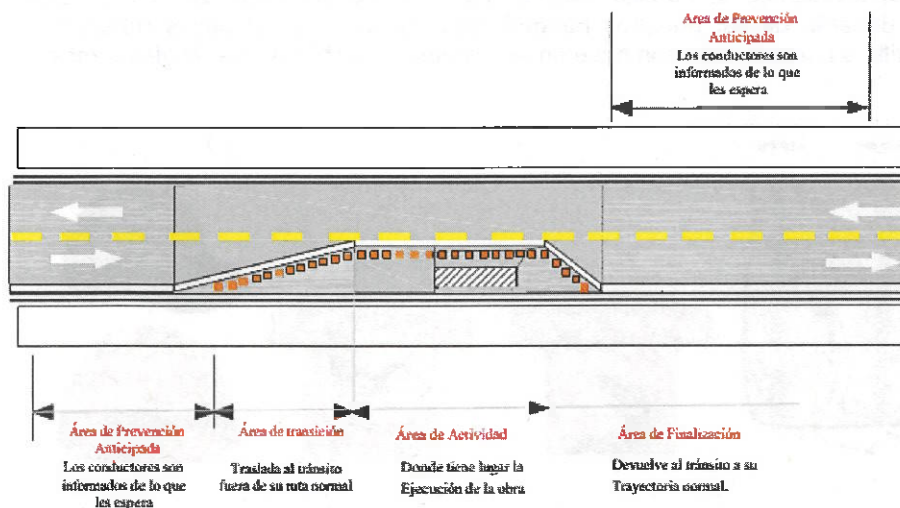 Área de Prevención
Anticipada
Los conductores son
informados de lo que
les espera
Área de Prevención
Anticipada
Los conductores son
informados de lo que
les espera
Área de transición
Traslada al tránsito
fuera de su ruta normal
Área de Actividad
Donde tiene lugar la
Ejecución de la obra
Área de Finalización
Devuelve al tránsito a su
Trayectoria normal.